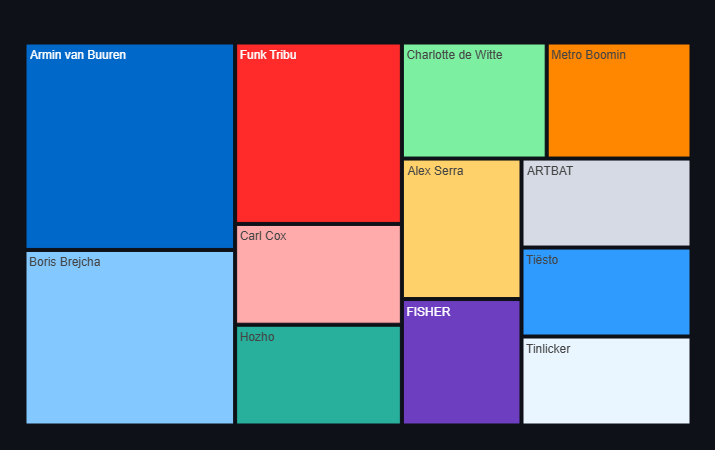 Armin van Buuren
Funk Tribu
Charlotte de Witte
Metro Boomin
Alex Serra
ARTBAT
Carl Cox
Boris Brejcha
Tiësto
FISHER
Hozho
Tinlicker